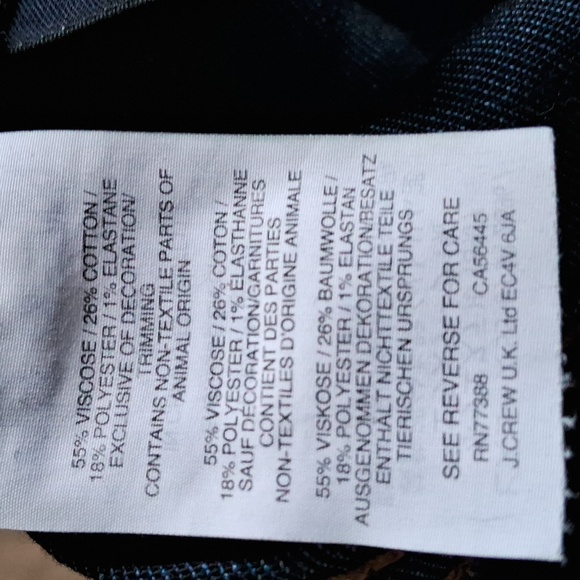 55% VISCOSE / 26% COTTON /
18% POLYESTER / 1% ELASTANE
EXCLUSIVE OF DECORATION/
TRIMMING
CONTAINS NON-TEXTILE PARTS OF
ANIMAL ORIGIN
55% VISCOSE / 26% COTON /
18% POLYESTER / 1% ÉLASTHANNE
SAUF DÉCORATION/GARNITURES
CONTIENT DES PARTIES
NON-TEXTILES D'ORIGINE ANIMALE
55% VISKOSE / 26% BAUMWOLLE /
18% POLYESTER / 1% ELASTAN
AUSGENOMMEN DEKORATION/BESATZ
ENTHÄLT NICHTTEXTILE TEILE
TIERISCHEN URSPRUNGS
SEE REVERSE FOR CARE
RN77388 CA56445
J.CREW U.K. Ltd EC4V 6JA